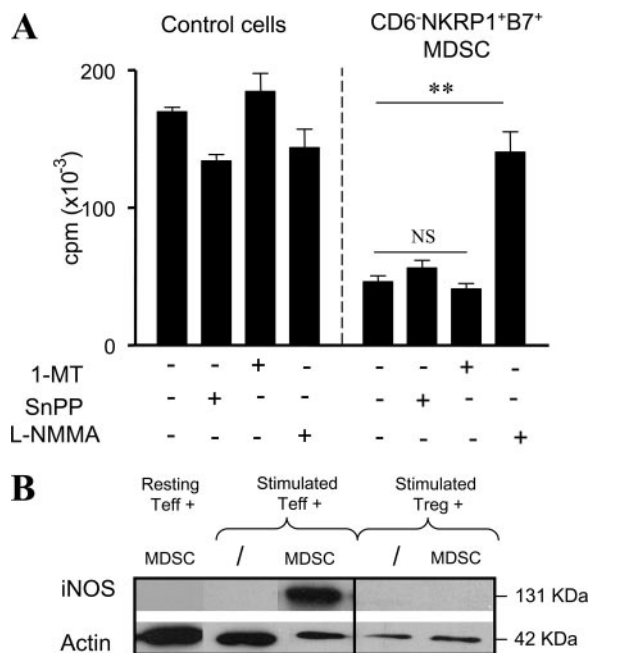 A
Control cells
CD6⁻NKRP1⁺B7⁺
MDSC
200
100
0
cpm (x10⁻³)
**
NS
1-MT - - + - - - + -
SnPP - + - - - + - -
L-NMMA - - - + - - - +
B
Resting
Teff +
Stimulated
Teff +
Stimulated
Treg +
MDSC / MDSC / MDSC
iNOS 131 KDa
Actin 42 KDa